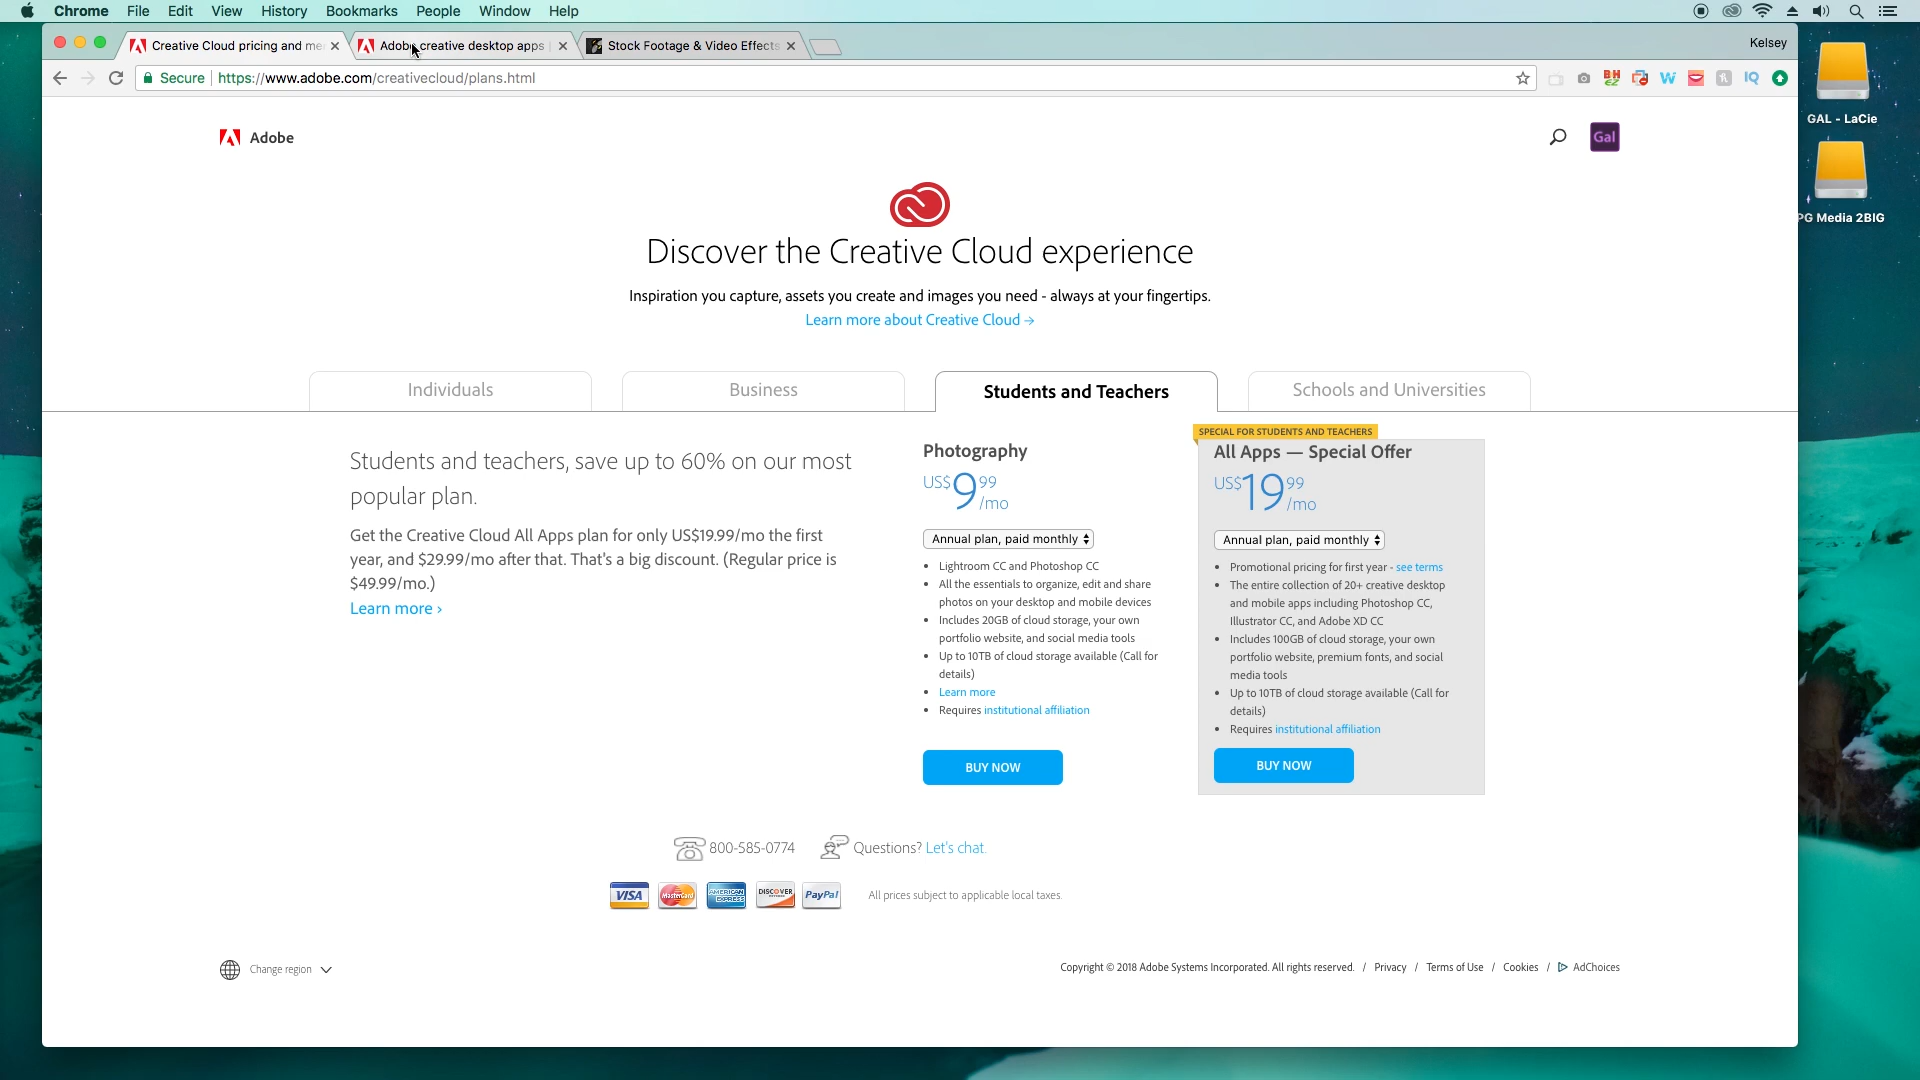 Chrome File Edit View History Bookmarks People Window Help
Creative Cloud pricing and me
Adobe creative desktop apps |
Stock Footage & Video Effects
Kelsey
Secure https://www.adobe.com/creativecloud/plans.html
GAL - LaCie
PG Media 2BIG
Adobe
Gal
Discover the Creative Cloud experience
Inspiration you capture, assets you create and images you need - always at your fingertips.
Learn more about Creative Cloud →
Individuals
Business
Students and Teachers
Schools and Universities
Students and teachers, save up to 60% on our most
popular plan.
Get the Creative Cloud All Apps plan for only US$19.99/mo the first
year, and $29.99/mo after that. That's a big discount. (Regular price is
$49.99/mo.)
Learn more ›
Photography
US$9 99 /mo
Annual plan, paid monthly
• Lightroom CC and Photoshop CC
• All the essentials to organize, edit and share
photos on your desktop and mobile devices
• Includes 20GB of cloud storage, your own
portfolio website, and social media tools
• Up to 10TB of cloud storage available (Call for
details)
• Learn more
• Requires institutional affiliation
BUY NOW
SPECIAL FOR STUDENTS AND TEACHERS
All Apps — Special Offer
US$19 99 /mo
Annual plan, paid monthly
• Promotional pricing for first year - see terms
• The entire collection of 20+ creative desktop
and mobile apps including Photoshop CC,
Illustrator CC, and Adobe XD CC
• Includes 100GB of cloud storage, your own
portfolio website, premium fonts, and social
media tools
• Up to 10TB of cloud storage available (Call for
details)
• Requires institutional affiliation
BUY NOW
800-585-0774
Questions? Let's chat.
VISA
MasterCard
AMERICAN EXPRESS
DISCOVER
PayPal
All prices subject to applicable local taxes.
Change region
Copyright © 2018 Adobe Systems Incorporated. All rights reserved. / Privacy / Terms of Use / Cookies / AdChoices